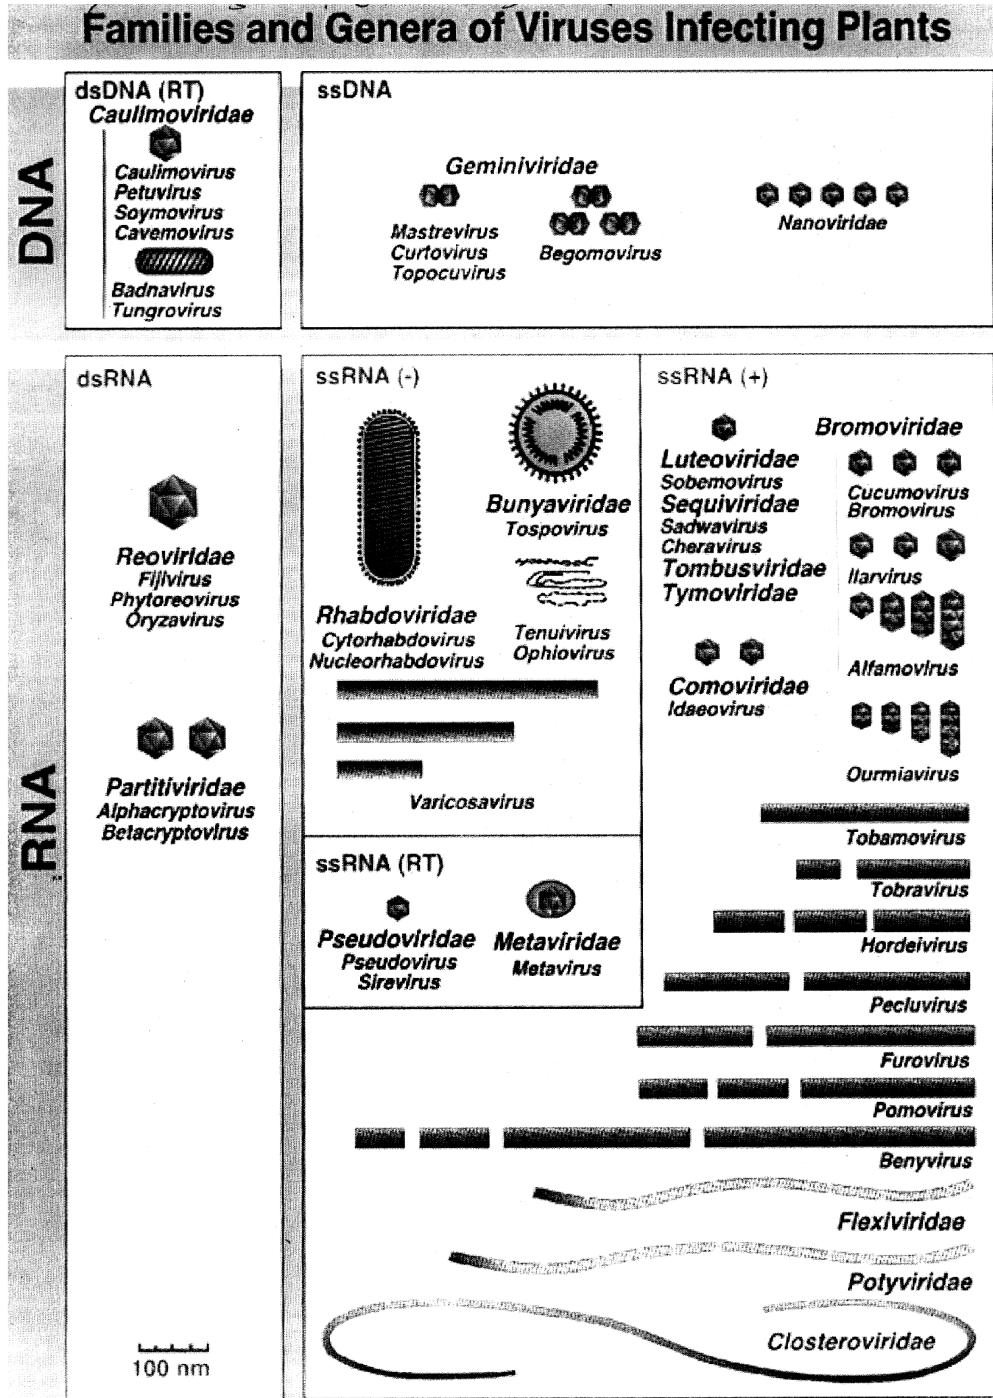 Families and Genera of Viruses Infecting Plants
DNA
dsDNA (RT)
Caulimoviridae
Caulimovirus
Petuvirus
Soymovirus
Cavemovirus
Badnavirus
Tungrovirus
ssDNA
Geminiviridae
Mastrevirus
Curtovirus
Topocuvirus
Begomovirus
Nanoviridae
RNA
dsRNA
Reoviridae
Fijivirus
Phytoreovirus
Oryzavirus
Partitiviridae
Alphacryptovirus
Betacryptovirus
100 nm
ssRNA (-)
Rhabdoviridae
Cytorhabdovirus
Nucleorhabdovirus
Bunyaviridae
Tospovirus
Tenuivirus
Ophiovirus
Varicosavirus
ssRNA (RT)
Pseudoviridae
Pseudovirus
Sirevirus
Metaviridae
Metavirus
ssRNA (+)
Luteoviridae
Sobemovirus
Sequiviridae
Sadwavirus
Cheravirus
Tombusviridae
Tymoviridae
Comoviridae
Idaeovirus
Bromoviridae
Cucumovirus
Bromovirus
Ilarvirus
Alfamovirus
Ourmiavirus
Tobamovirus
Tobravirus
Hordeivirus
Pecluvirus
Furovirus
Pomovirus
Benyvirus
Flexiviridae
Potyviridae
Closteroviridae